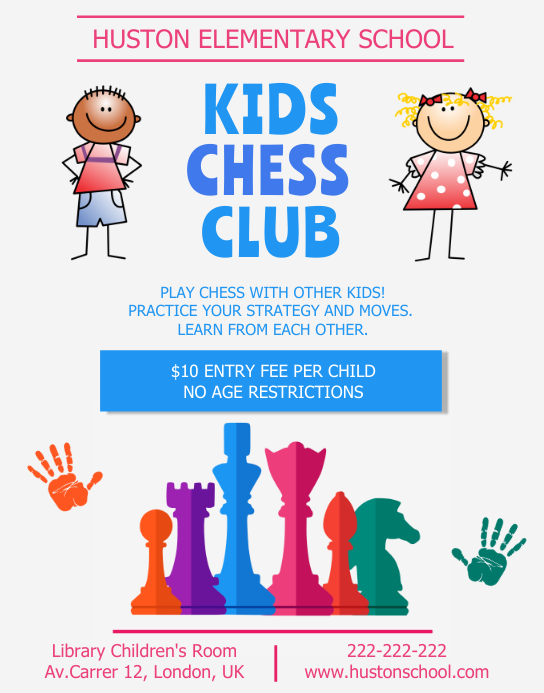 HUSTON ELEMENTARY SCHOOL
KIDS
CHESS
CLUB
PLAY CHESS WITH OTHER KIDS!
PRACTICE YOUR STRATEGY AND MOVES.
LEARN FROM EACH OTHER.
$10 ENTRY FEE PER CHILD
NO AGE RESTRICTIONS
Library Children's Room
Av.Carrer 12, London, UK
222-222-222
www.hustonschool.com